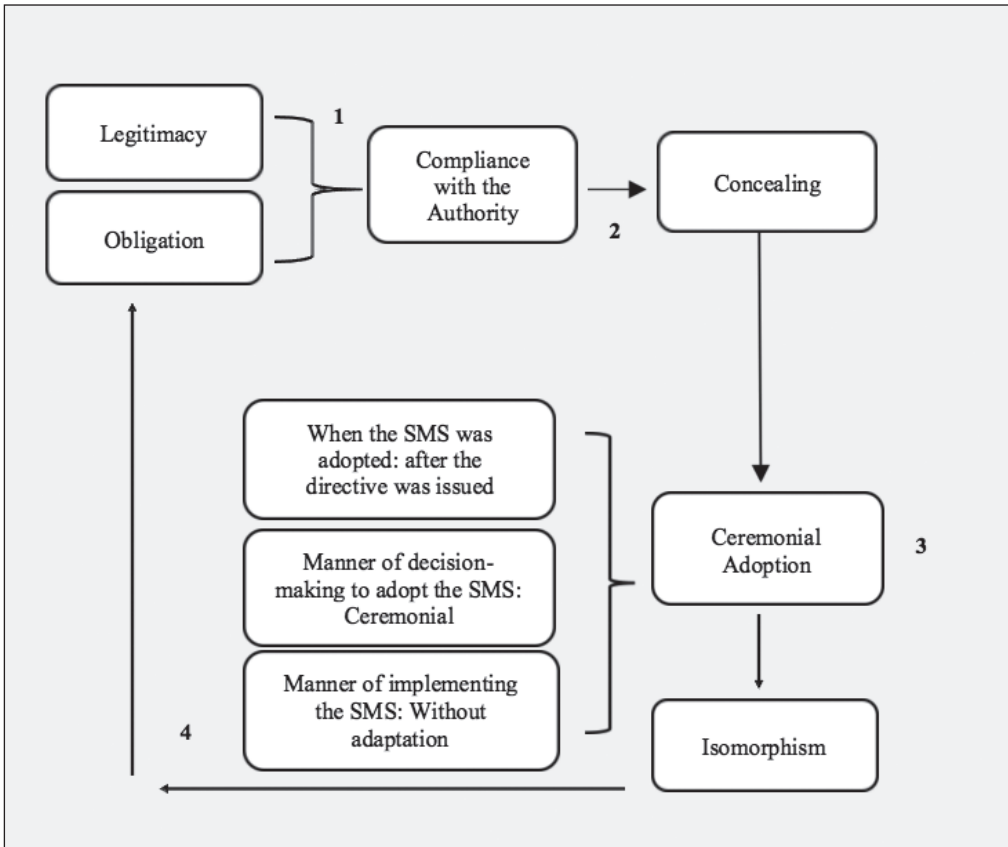 Legitimacy
1
Compliance
with the
Authority
Concealing
Obligation
2
When the SMS was
adopted: after the
directive was issued
Ceremonial
Adoption
3
Manner of decision-
making to adopt the SMS:
Ceremonial
Manner of implementing
the SMS: Without
adaptation
4
Isomorphism